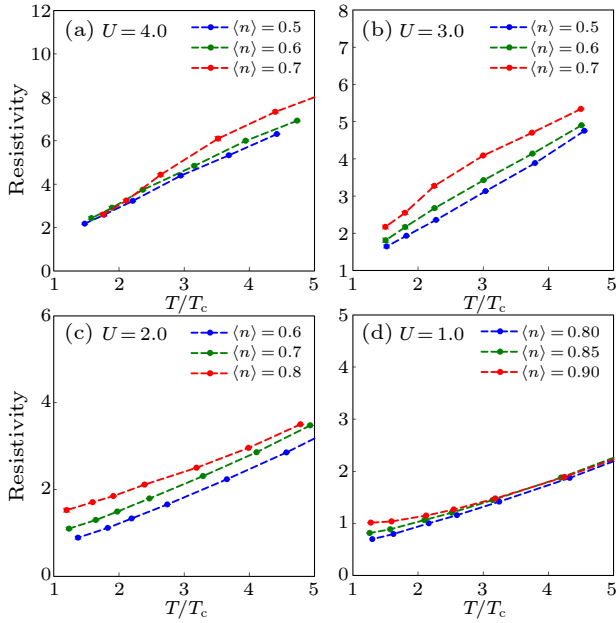 (a) U = 4.0
⟨n⟩ = 0.5
⟨n⟩ = 0.6
⟨n⟩ = 0.7
12
10
8
6
4
2
0
Resistivity
1 2 3 4 5
T/Tc
(b) U = 3.0
⟨n⟩ = 0.5
⟨n⟩ = 0.6
⟨n⟩ = 0.7
8
7
6
5
4
3
2
1
1 2 3 4 5
T/Tc
(c) U = 2.0
⟨n⟩ = 0.6
⟨n⟩ = 0.7
⟨n⟩ = 0.8
6
4
2
0
Resistivity
1 2 3 4 5
T/Tc
(d) U = 1.0
⟨n⟩ = 0.80
⟨n⟩ = 0.85
⟨n⟩ = 0.90
5
4
3
2
1
0
1 2 3 4 5
T/Tc